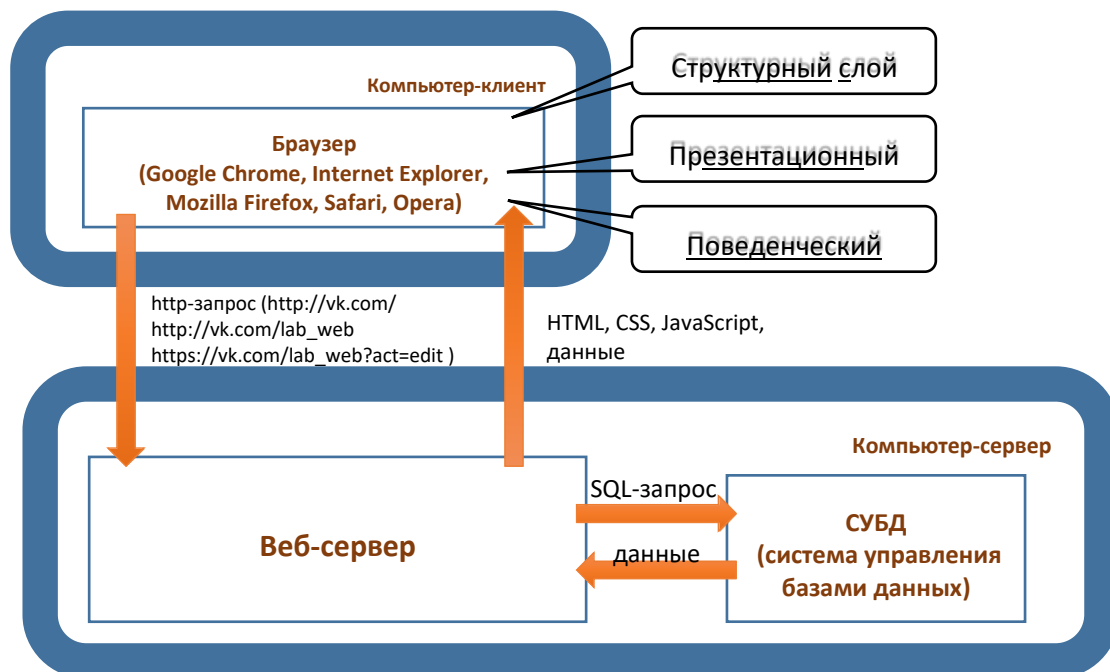 Структурный слой
Компьютер-клиент
Браузер
(Google Chrome, Internet Explorer,
Mozilla Firefox, Safari, Opera)
Презентационный
Поведенческий
http-запрос (http://vk.com/
http://vk.com/lab_web
https://vk.com/lab_web?act=edit )
HTML, CSS, JavaScript,
данные
Компьютер-сервер
Веб-сервер
SQL-запрос
данные
СУБД
(система управления
базами данных)